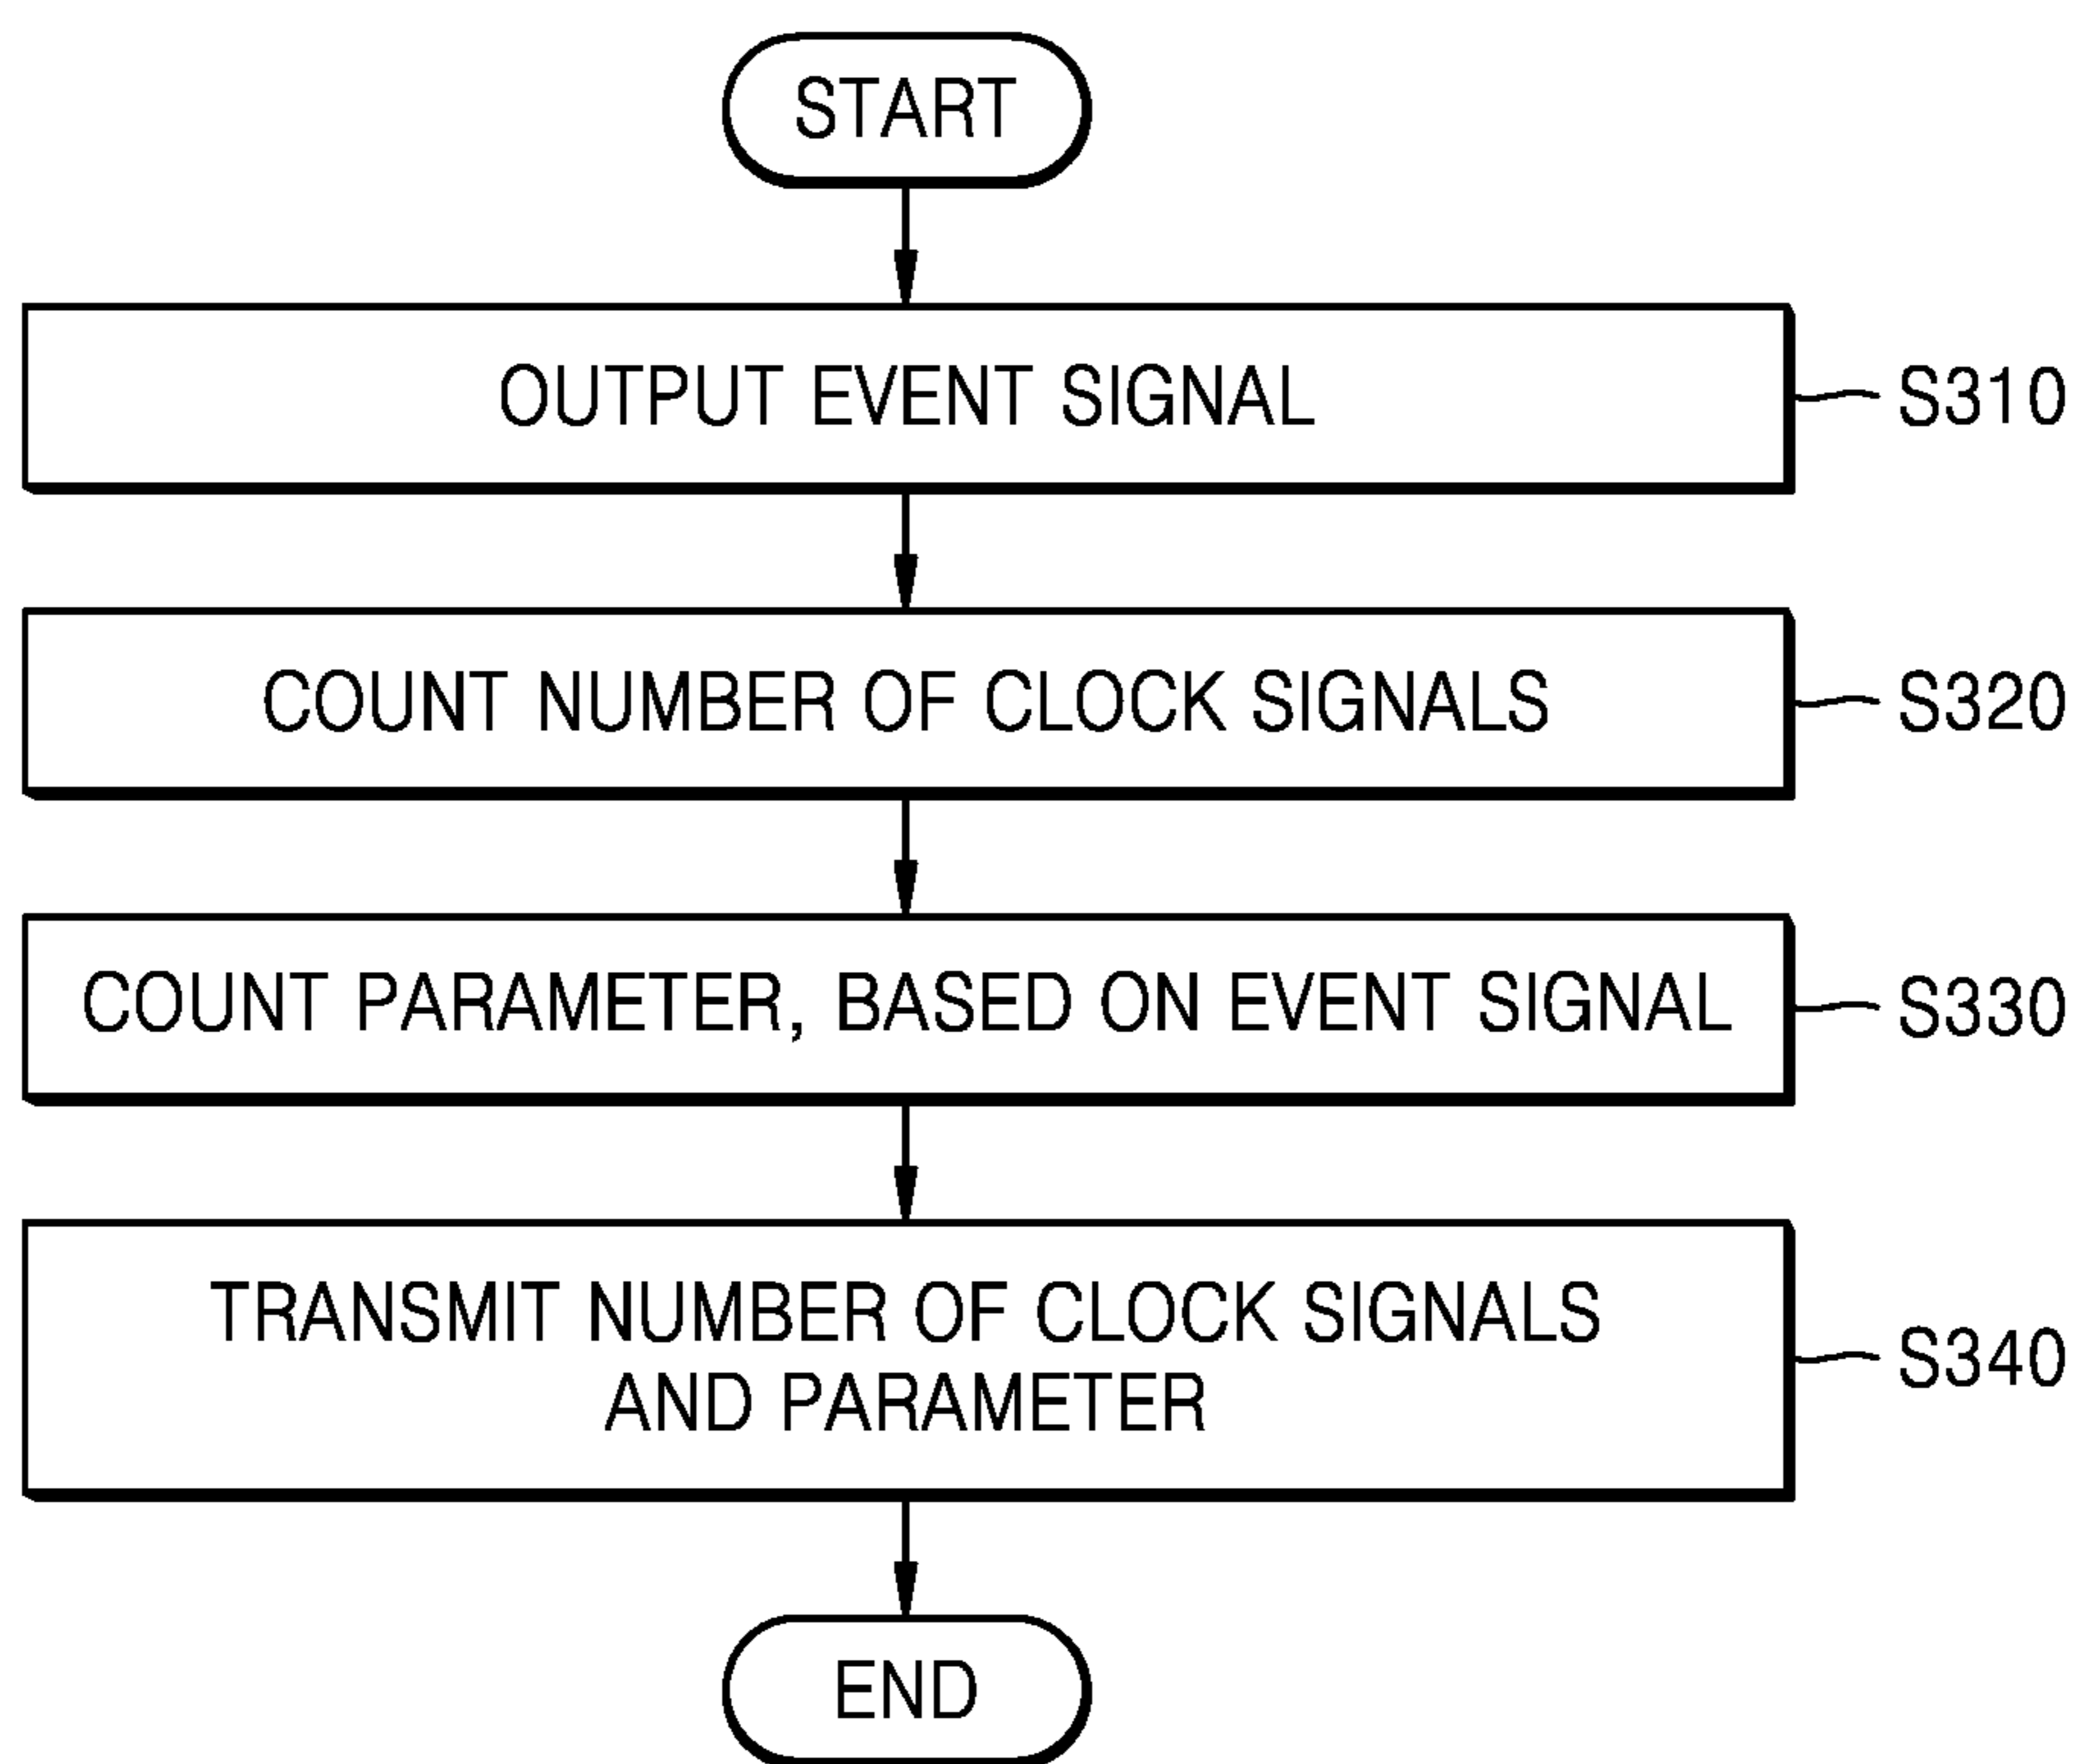 START
OUTPUT EVENT SIGNAL
S310
COUNT NUMBER OF CLOCK SIGNALS
S320
COUNT PARAMETER, BASED ON EVENT SIGNAL
S330
TRANSMIT NUMBER OF CLOCK SIGNALS
AND PARAMETER
S340
END